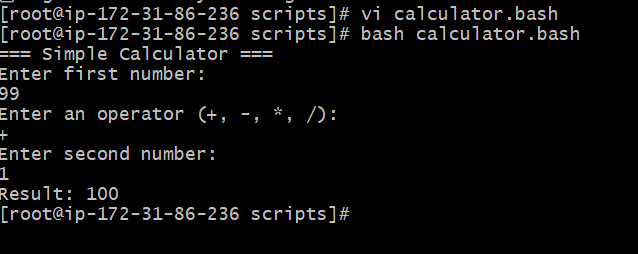 [root@ip-172-31-86-236 scripts]# vi calculator.bash
[root@ip-172-31-86-236 scripts]# bash calculator.bash
=== Simple Calculator ===
Enter first number:
99
Enter an operator (+, -, *, /):
+
Enter second number:
1
Result: 100
[root@ip-172-31-86-236 scripts]#